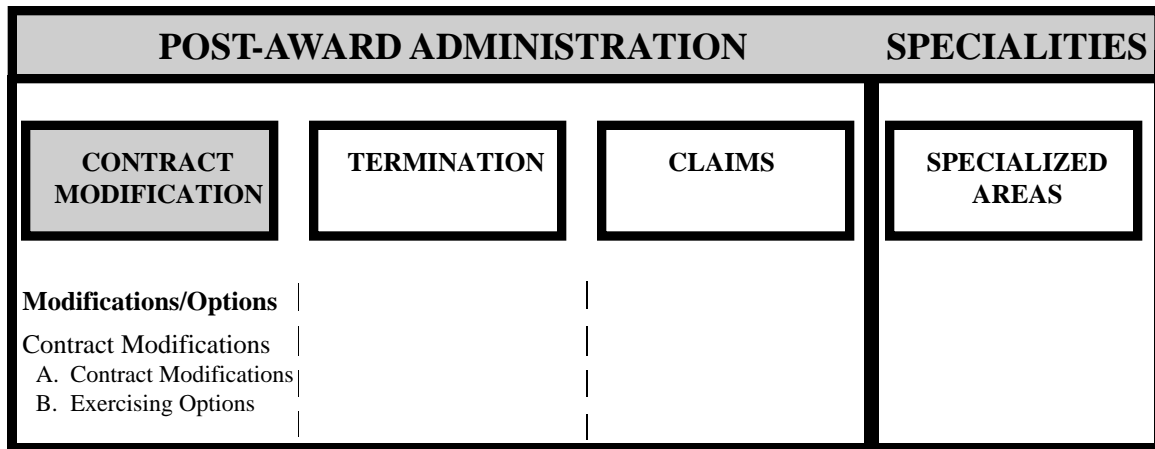 POST-AWARD ADMINISTRATION SPECIALITIES
CONTRACT
MODIFICATION
TERMINATION
CLAIMS
SPECIALIZED
AREAS
Modifications/Options
Contract Modifications
A. Contract Modifications
B. Exercising Options